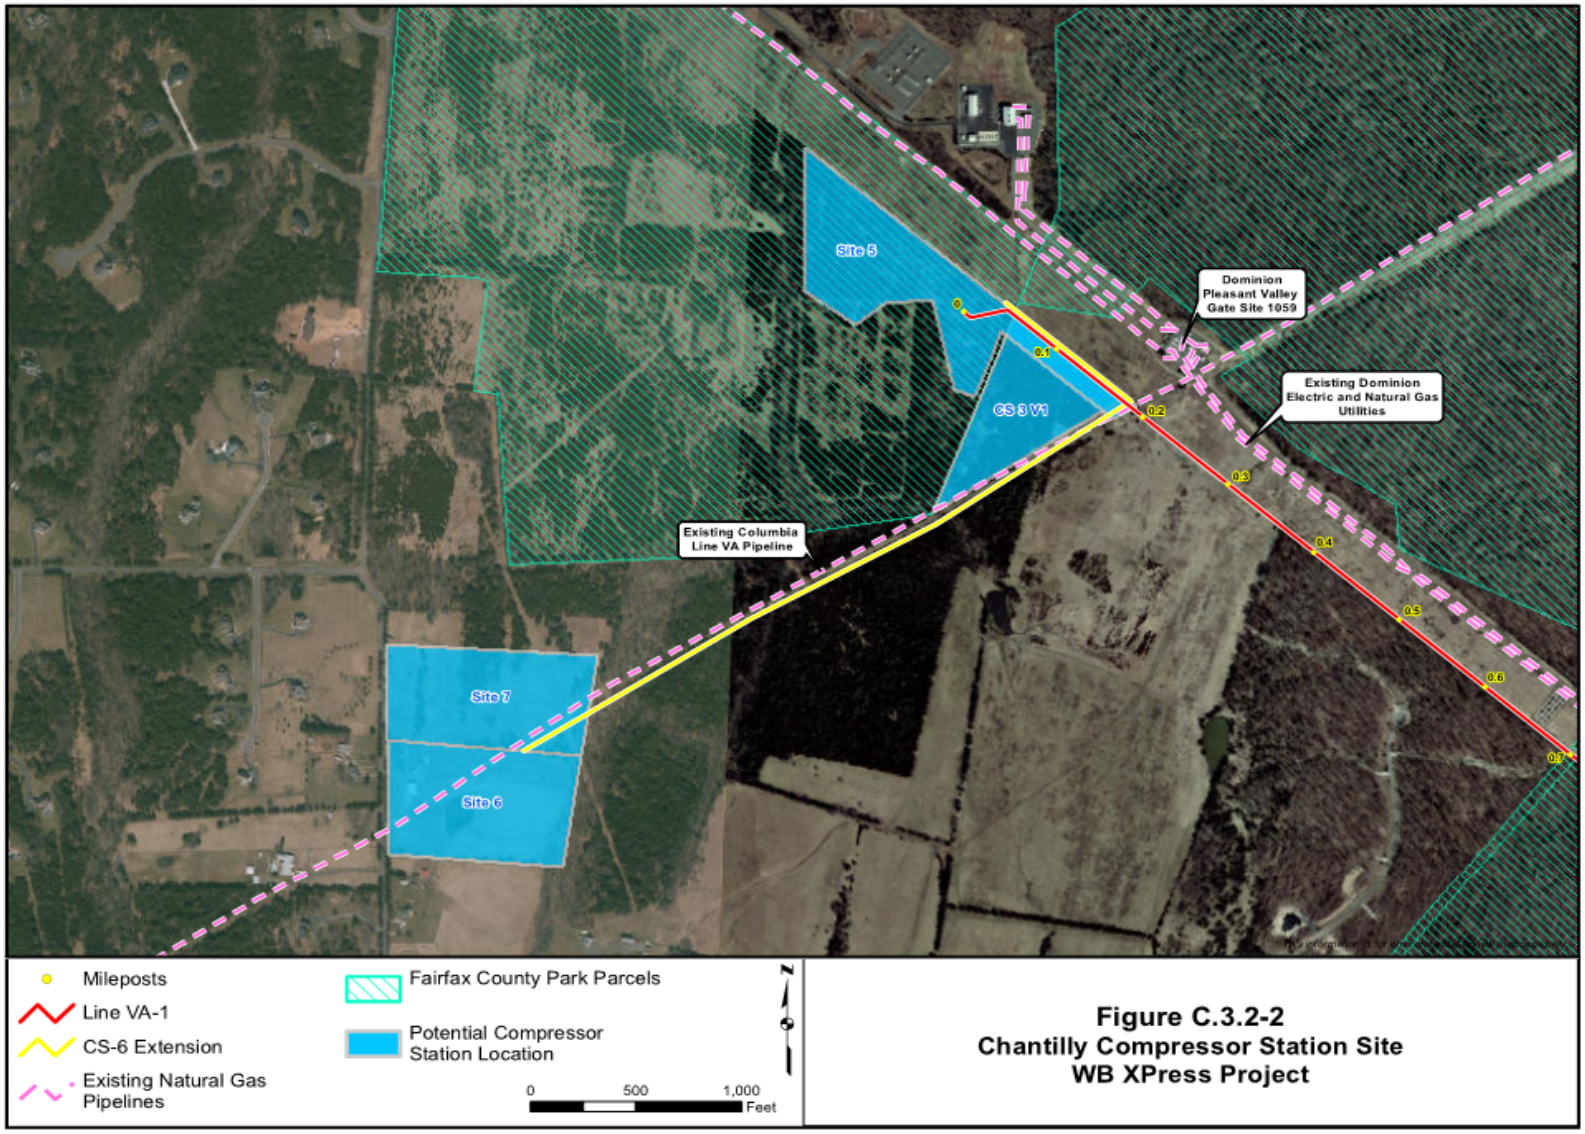 Site 5
Dominion
Pleasant Valley
Gate Site 1059
0
0.1
Existing Dominion
Electric and Natural Gas
Utilities
CS 3 V1
0.2
0.3
Existing Columbia
Line VA Pipeline
0.4
0.5
0.6
Site 7
0.7
Site 6
Mileposts
Line VA-1
CS-6 Extension
Existing Natural Gas
Pipelines
Fairfax County Park Parcels
Potential Compressor
Station Location
N
0 500 1,000
Feet
Figure C.3.2-2
Chantilly Compressor Station Site
WB XPress Project